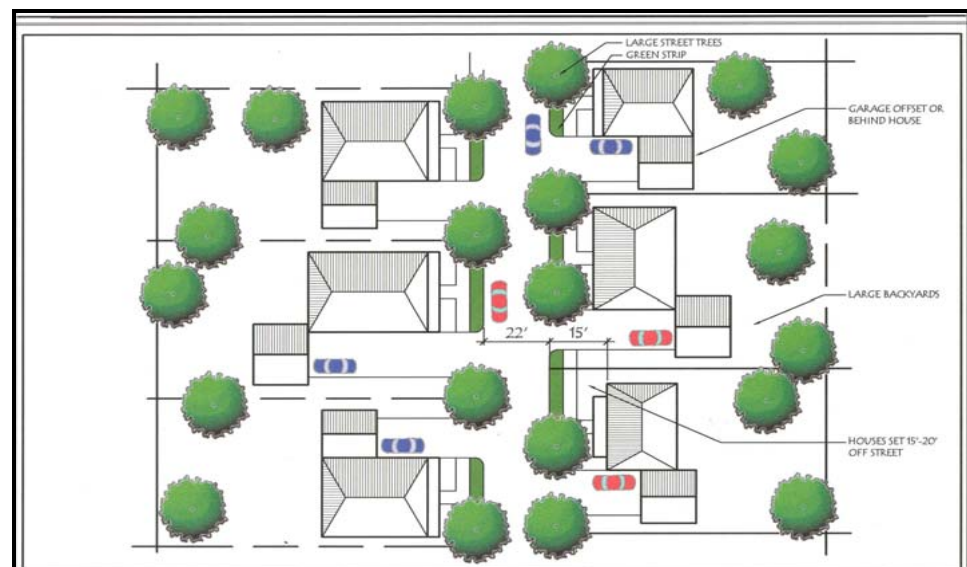 LARGE STREET TREES
GREEN STRIP
GARAGE OFFSET OR
BEHIND HOUSE
LARGE BACKYARDS
22'
15'
HOUSES SET 15'-20'
OFF STREET